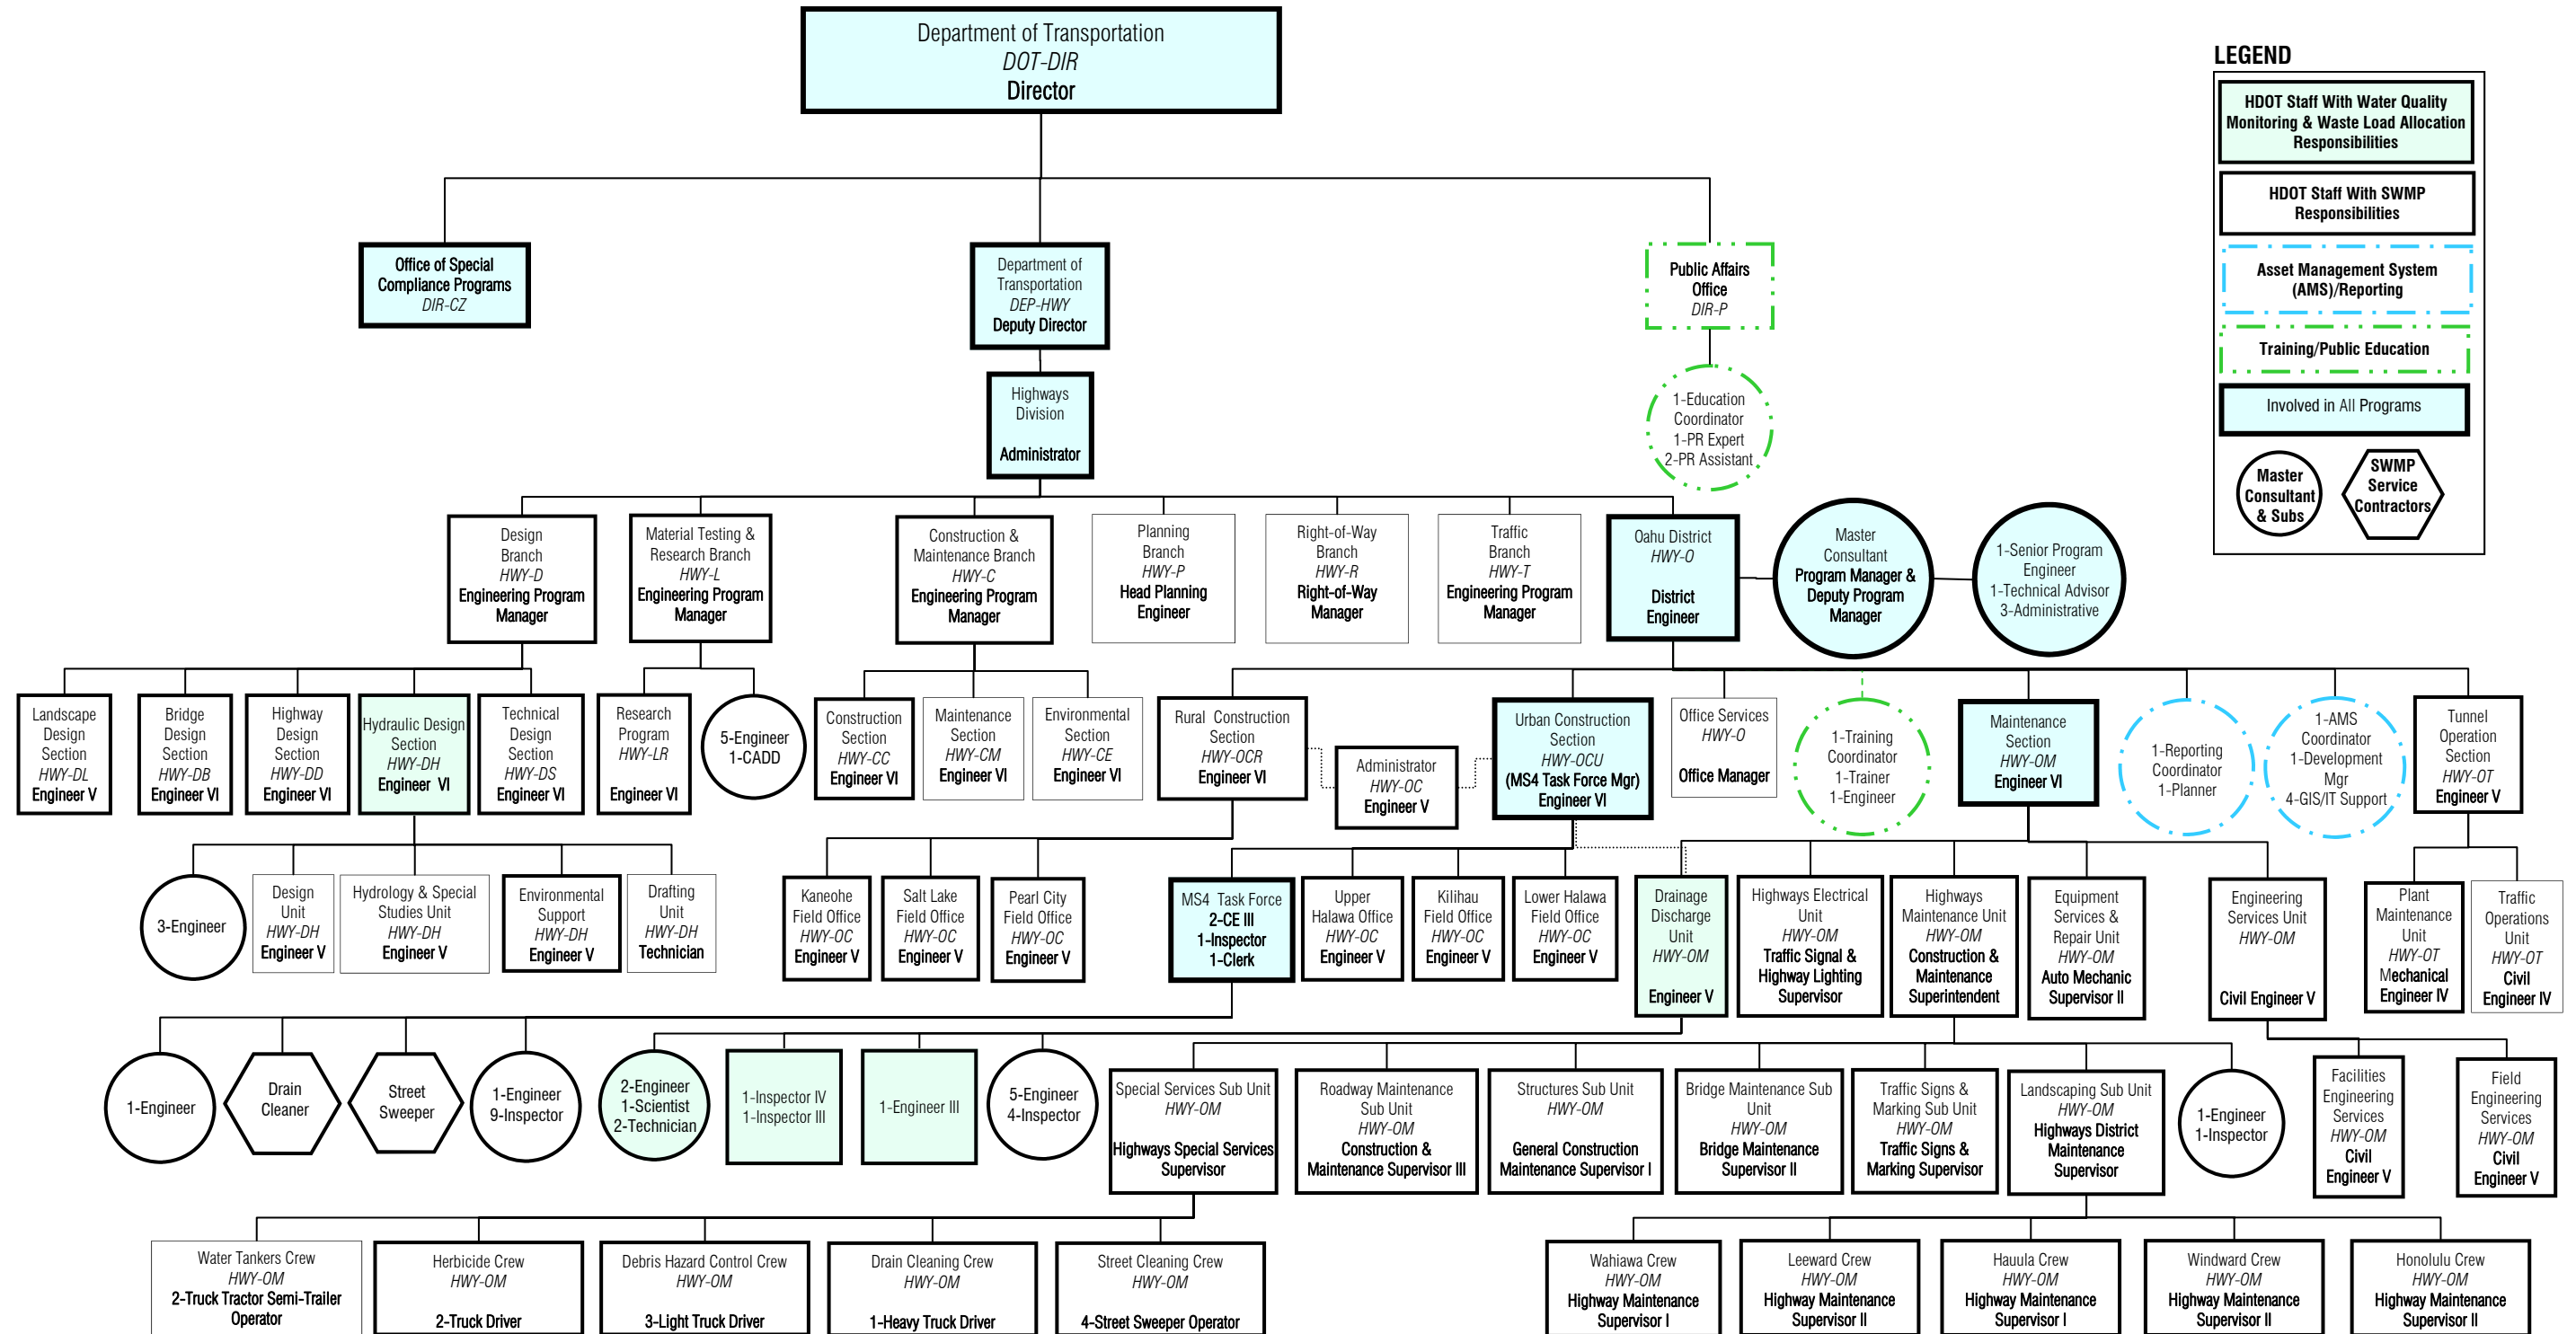 Department of Transportation
DOT-DIR
Director
LEGEND
HDOT Staff With Water Quality
Monitoring & Waste Load Allocation
Responsibilities
HDOT Staff With SWMP
Responsibilities
Asset Management System
(AMS)/Reporting
Training/Public Education
Involved in All Programs
Master
Consultant
& Subs
SWMP
Service
Contractors
Office of Special
Compliance Programs
DIR-CZ
Department of
Transportation
DEP-HWY
Deputy Director
Public Affairs
Office
DIR-P
Highways
Division
Administrator
1-Education
Coordinator
1-PR Expert
2-PR Assistant
Design
Branch
HWY-D
Engineering Program
Manager
Material Testing &
Research Branch
HWY-L
Engineering Program
Manager
Construction &
Maintenance Branch
HWY-C
Engineering Program
Manager
Planning
Branch
HWY-P
Head Planning
Engineer
Right-of-Way
Branch
HWY-R
Right-of-Way
Manager
Traffic
Branch
HWY-T
Engineering Program
Manager
Oahu District
HWY-O
District
Engineer
Master
Consultant
Program Manager &
Deputy Program
Manager
1-Senior Program
Engineer
1-Technical Advisor
3-Administrative
Landscape
Design
Section
HWY-DL
Engineer V
Bridge
Design
Section
HWY-DB
Engineer VI
Highway
Design
Section
HWY-DD
Engineer VI
Hydraulic Design
Section
HWY-DH
Engineer VI
Technical
Design
Section
HWY-DS
Engineer VI
Research
Program
HWY-LR
Engineer VI
5-Engineer
1-CADD
Construction
Section
HWY-CC
Engineer VI
Maintenance
Section
HWY-CM
Engineer VI
Environmental
Section
HWY-CE
Engineer VI
Rural Construction
Section
HWY-OCR
Engineer VI
Administrator
HWY-OC
Engineer V
Urban Construction
Section
HWY-OCU
(MS4 Task Force Mgr)
Engineer VI
Office Services
HWY-O
Office Manager
1-Training
Coordinator
1-Trainer
1-Engineer
Maintenance
Section
HWY-OM
Engineer VI
1-Reporting
Coordinator
1-Planner
1-AMS
Coordinator
1-Development
Mgr
4-GIS/IT Support
Tunnel
Operation
Section
HWY-OT
Engineer V
3-Engineer
Design
Unit
HWY-DH
Engineer V
Hydrology & Special
Studies Unit
HWY-DH
Engineer V
Environmental
Support
HWY-DH
Engineer V
Drafting
Unit
HWY-DH
Technician
Kaneohe
Field Office
HWY-OC
Engineer V
Salt Lake
Field Office
HWY-OC
Engineer V
Pearl City
Field Office
HWY-OC
Engineer V
MS4 Task Force
2-CE III
1-Inspector
1-Clerk
Upper
Halawa Office
HWY-OC
Engineer V
Kilihau
Field Office
HWY-OC
Engineer V
Lower Halawa
Field Office
HWY-OC
Engineer V
Drainage
Discharge
Unit
HWY-OM
Engineer V
Highways Electrical
Unit
HWY-OM
Traffic Signal &
Highway Lighting
Supervisor
Highways
Maintenance Unit
HWY-OM
Construction &
Maintenance
Superintendent
Equipment
Services &
Repair Unit
HWY-OM
Auto Mechanic
Supervisor II
Engineering
Services Unit
HWY-OM
Civil Engineer V
Plant
Maintenance
Unit
HWY-OT
Mechanical
Engineer IV
Traffic
Operations
Unit
HWY-OT
Civil
Engineer IV
1-Engineer
Drain
Cleaner
Street
Sweeper
1-Engineer
9-Inspector
2-Engineer
1-Scientist
2-Technician
1-Inspector IV
1-Inspector III
1-Engineer III
5-Engineer
4-Inspector
Special Services Sub Unit
HWY-OM
Highways Special Services
Supervisor
Roadway Maintenance
Sub Unit
HWY-OM
Construction &
Maintenance Supervisor III
Structures Sub Unit
HWY-OM
General Construction
Maintenance Supervisor I
Bridge Maintenance Sub
Unit
HWY-OM
Bridge Maintenance
Supervisor II
Traffic Signs &
Marking Sub Unit
HWY-OM
Traffic Signs &
Marking Supervisor
Landscaping Sub Unit
HWY-OM
Highways District
Maintenance
Supervisor
1-Engineer
1-Inspector
Facilities
Engineering
Services
HWY-OM
Civil
Engineer V
Field
Engineering
Services
HWY-OM
Civil
Engineer V
Water Tankers Crew
HWY-OM
2-Truck Tractor Semi-Trailer
Operator
Herbicide Crew
HWY-OM
2-Truck Driver
Debris Hazard Control Crew
HWY-OM
3-Light Truck Driver
Drain Cleaning Crew
HWY-OM
1-Heavy Truck Driver
Street Cleaning Crew
HWY-OM
4-Street Sweeper Operator
Wahiawa Crew
HWY-OM
Highway Maintenance
Supervisor I
Leeward Crew
HWY-OM
Highway Maintenance
Supervisor II
Hauula Crew
HWY-OM
Highway Maintenance
Supervisor I
Windward Crew
HWY-OM
Highway Maintenance
Supervisor II
Honolulu Crew
HWY-OM
Highway Maintenance
Supervisor II